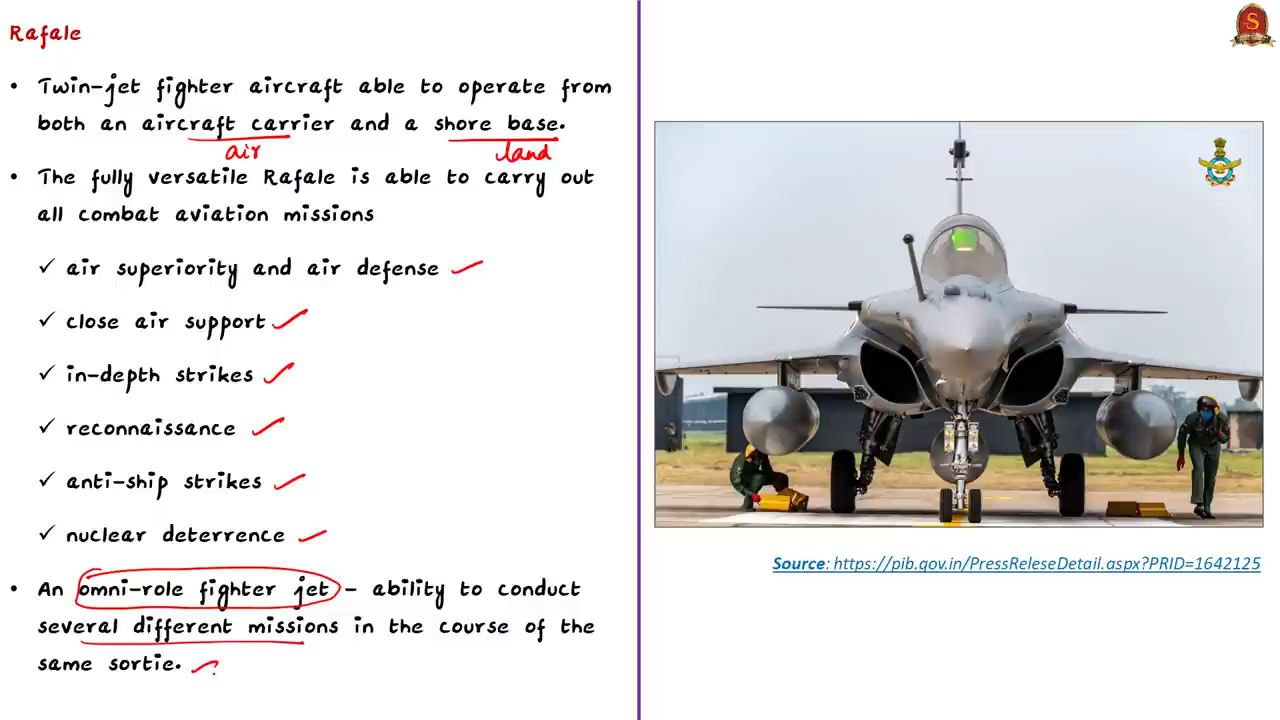 Rafale
• Twin-jet fighter aircraft able to operate from
both an aircraft carrier and a shore base.
air land
• The fully versatile Rafale is able to carry out
all combat aviation missions
✓ air superiority and air defense
✓ close air support
✓ in-depth strikes
✓ reconnaissance
✓ anti-ship strikes
✓ nuclear deterrence
• An omni-role fighter jet - ability to conduct
several different missions in the course of the
same sortie.
S
Source: https://pib.gov.in/PressReleseDetail.aspx?PRID=1642125